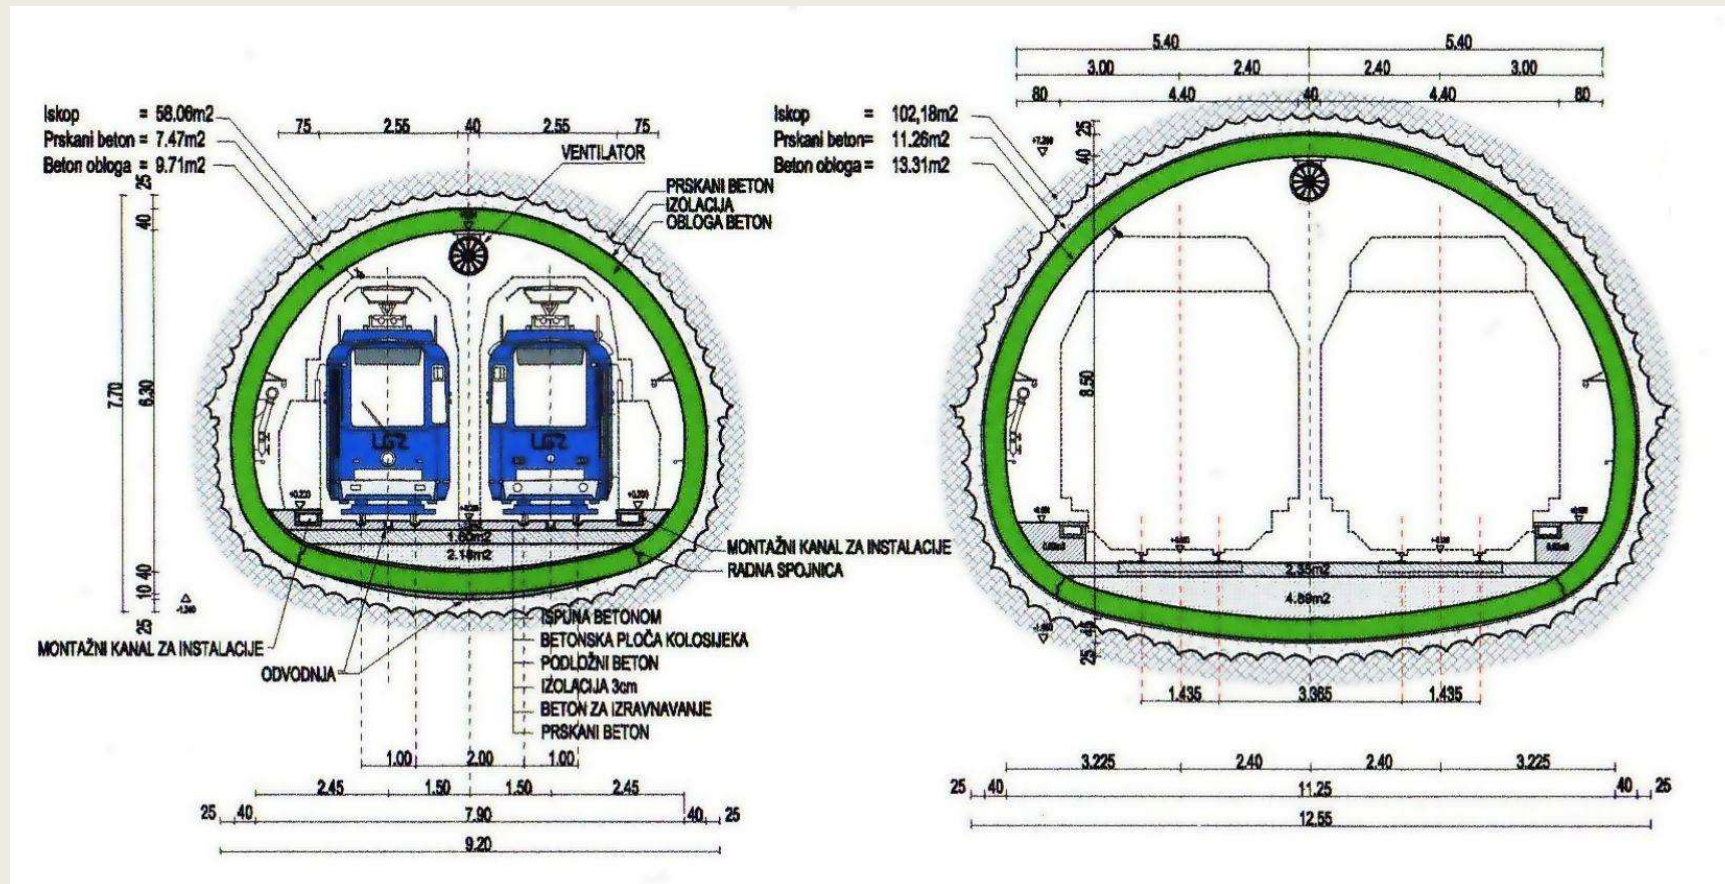 Iskop = 58.06m2
Prskani beton = 7.47m2
Beton obloga = 9.71m2
75 2.55 40 2.55 75
VENTILATOR
PRSKANI BETON
IZOLACIJA
OBLOGA BETON
25
40
7.70
6.30
40
10
25
1.60m2
2.18m2
MONTAŽNI KANAL ZA INSTALACIJE
RADNA SPOJNICA
MONTAŽNI KANAL ZA INSTALACIJE
ODVODNJA
ISPUNA BETONOM
BETONSKA PLOČA KOLOSIJEKA
PODLOŽNI BETON
IZOLACIJA 3cm
BETON ZA IZRAVNAVANJE
PRSKANI BETON
1.00 2.00 1.00
2.45 1.50 1.50 2.45
25 40 7.90 40 25
9.20
5.40 5.40
3.00 2.40 2.40 3.00
80 4.40 40 4.40 80
Iskop = 102,18m2
Prskani beton= 11.26m2
Beton obloga = 13.31m2
25
40
8.50
45
25
2.35m2
4.89m2
1.435 3.365 1.435
3.225 2.40 2.40 3.225
25 40 11.25 40 25
12.55